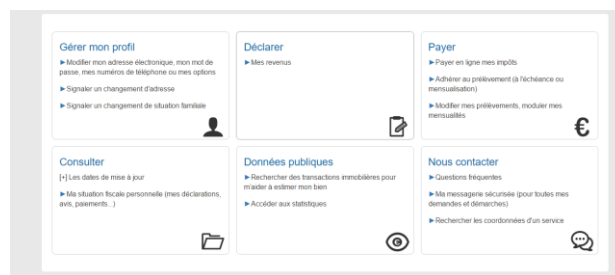 Gérer mon profil
►Modifier mon adresse électronique, mon mot de
passe, mes numéros de téléphone ou mes options
►Signaler un changement d'adresse
►Signaler un changement de situation familiale
Déclarer
►Mes revenus
Payer
►Payer en ligne mes impôts
►Adhérer au prélèvement (à l'échéance ou
mensualisation)
►Modifier mes prélèvements, moduler mes
mensualités
€
Consulter
[+] Les dates de mise à jour
►Ma situation fiscale personnelle (mes déclarations,
avis, paiements...)
Données publiques
►Rechercher des transactions immobilières pour
m'aider à estimer mon bien
►Accéder aux statistiques
Nous contacter
►Questions fréquentes
►Ma messagerie sécurisée (pour toutes mes
demandes et démarches)
►Rechercher les coordonnées d'un service